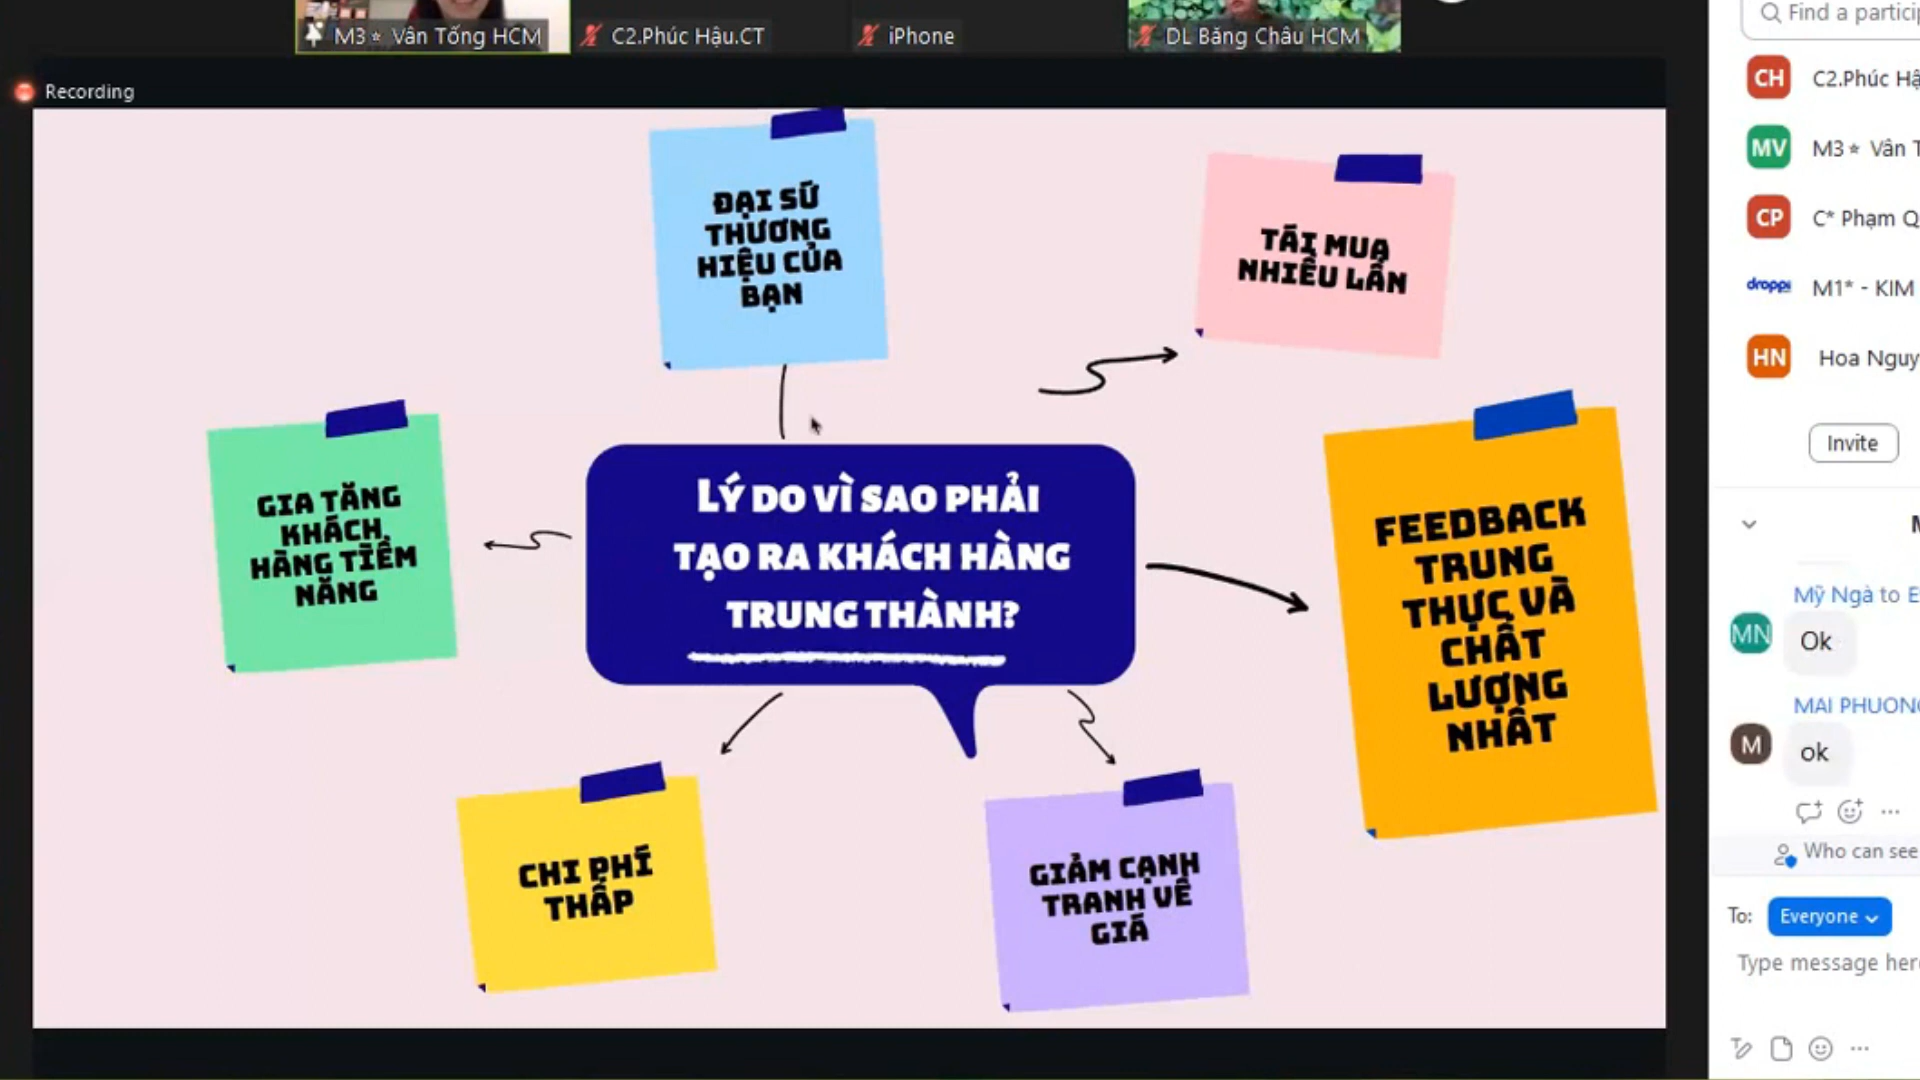 M3⭐ Vân Tống HCM
C2.Phúc Hậu.CT
iPhone
DL Băng Châu HCM
Recording
ĐẠI SỨ
THƯƠNG
HIỆU CỦA
BẠN
TÁI MUA
NHIỀU LẦN
GIA TĂNG
KHÁCH
HÀNG TIỀM
NĂNG
LÝ DO VÌ SAO PHẢI
TẠO RA KHÁCH HÀNG
TRUNG THÀNH?
FEEDBACK
TRUNG
THỰC VÀ
CHẤT
LƯỢNG
NHẤT
CHI PHÍ
THẤP
GIẢM CẠNH
TRANH VỀ
GIÁ
Find a particip
CH
C2.Phúc Hậ
MV
M3⭐ Vân T
CP
C* Phạm Q
droppi
M1* - KIM
HN
Hoa Nguy
Invite
M
Mỹ Ngà to E
MN
Ok
MAI PHUONG
M
ok
Who can see
To:
Everyone
Type message here